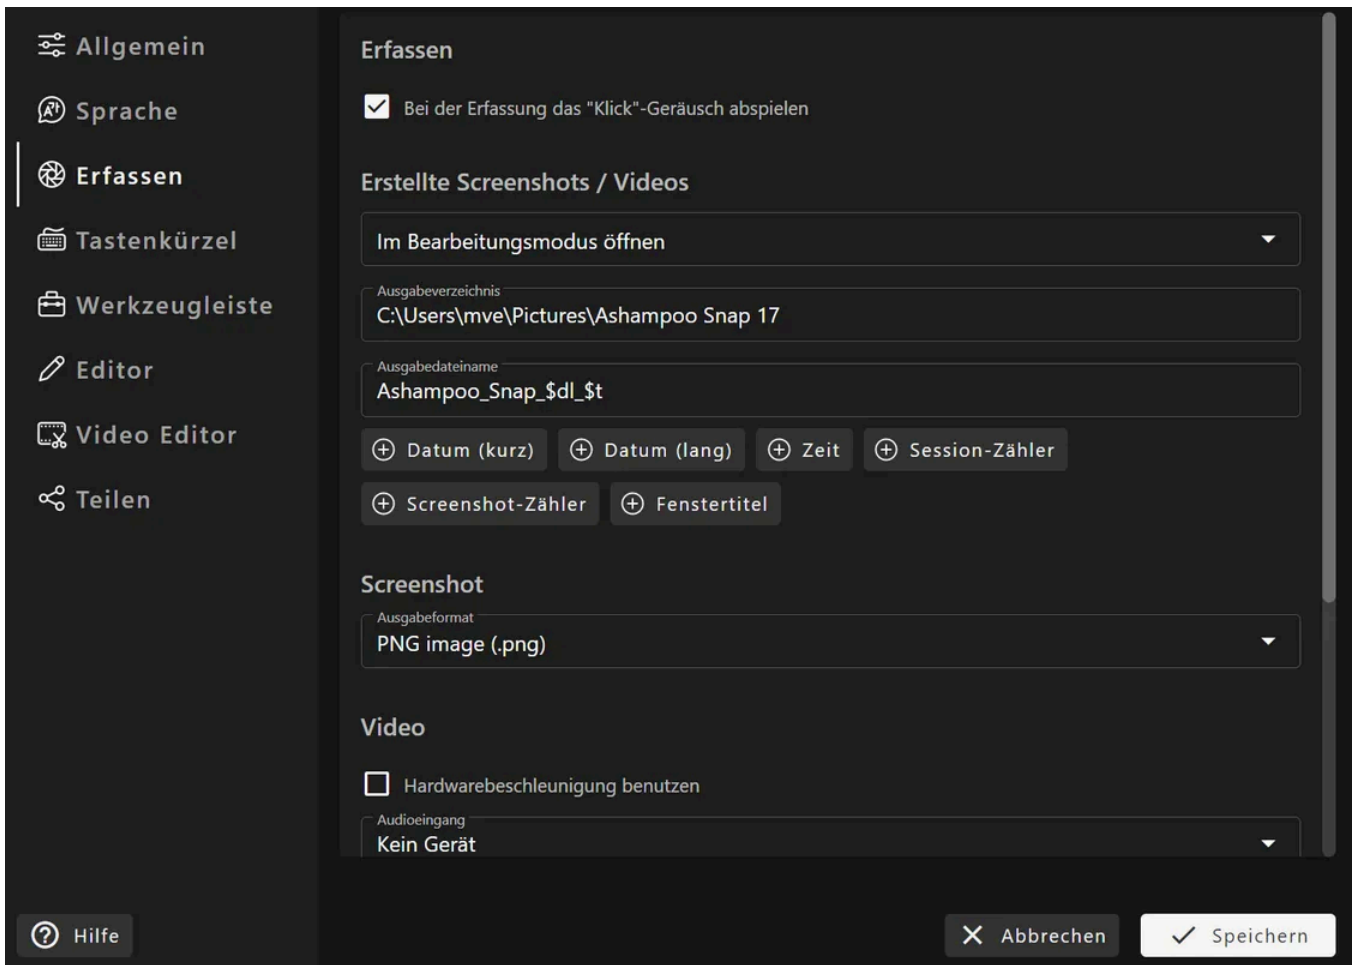 Allgemein
Sprache
Erfassen
Tastenkürzel
Werkzeugleiste
Editor
Video Editor
Teilen
Hilfe
Erfassen
Bei der Erfassung das "Klick"-Geräusch abspielen
Erstellte Screenshots / Videos
Im Bearbeitungsmodus öffnen
Ausgabeverzeichnis
C:\Users\mve\Pictures\Ashampoo Snap 17
Ausgabedateiname
Ashampoo_Snap_$dl_$t
Datum (kurz) Datum (lang) Zeit Session-Zähler
Screenshot-Zähler Fenstertitel
Screenshot
Ausgabeformat
PNG image (.png)
Video
Hardwarebeschleunigung benutzen
Audioeingang
Kein Gerät
Abbrechen Speichern